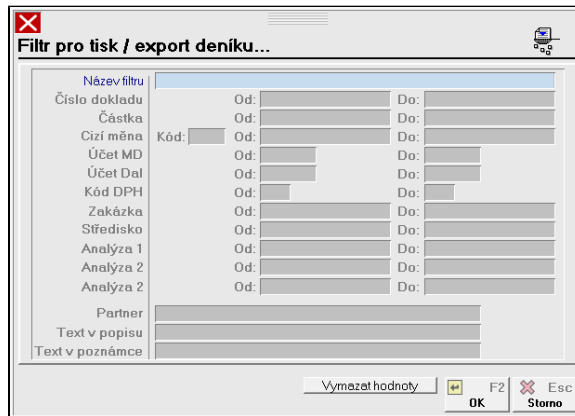 Filtr pro tisk / export deníku...
Název filtru
Číslo dokladu Od: Do:
Částka Od: Do:
Cizí měna Kód: Od: Do:
Účet MD Od: Do:
Účet Dal Od: Do:
Kód DPH Od: Do:
Zakázka Od: Do:
Středisko Od: Do:
Analýza 1 Od: Do:
Analýza 2 Od: Do:
Analýza 2 Od: Do:
Partner
Text v popisu
Text v poznámce
Vymazat hodnoty F2 Esc
OK Storno